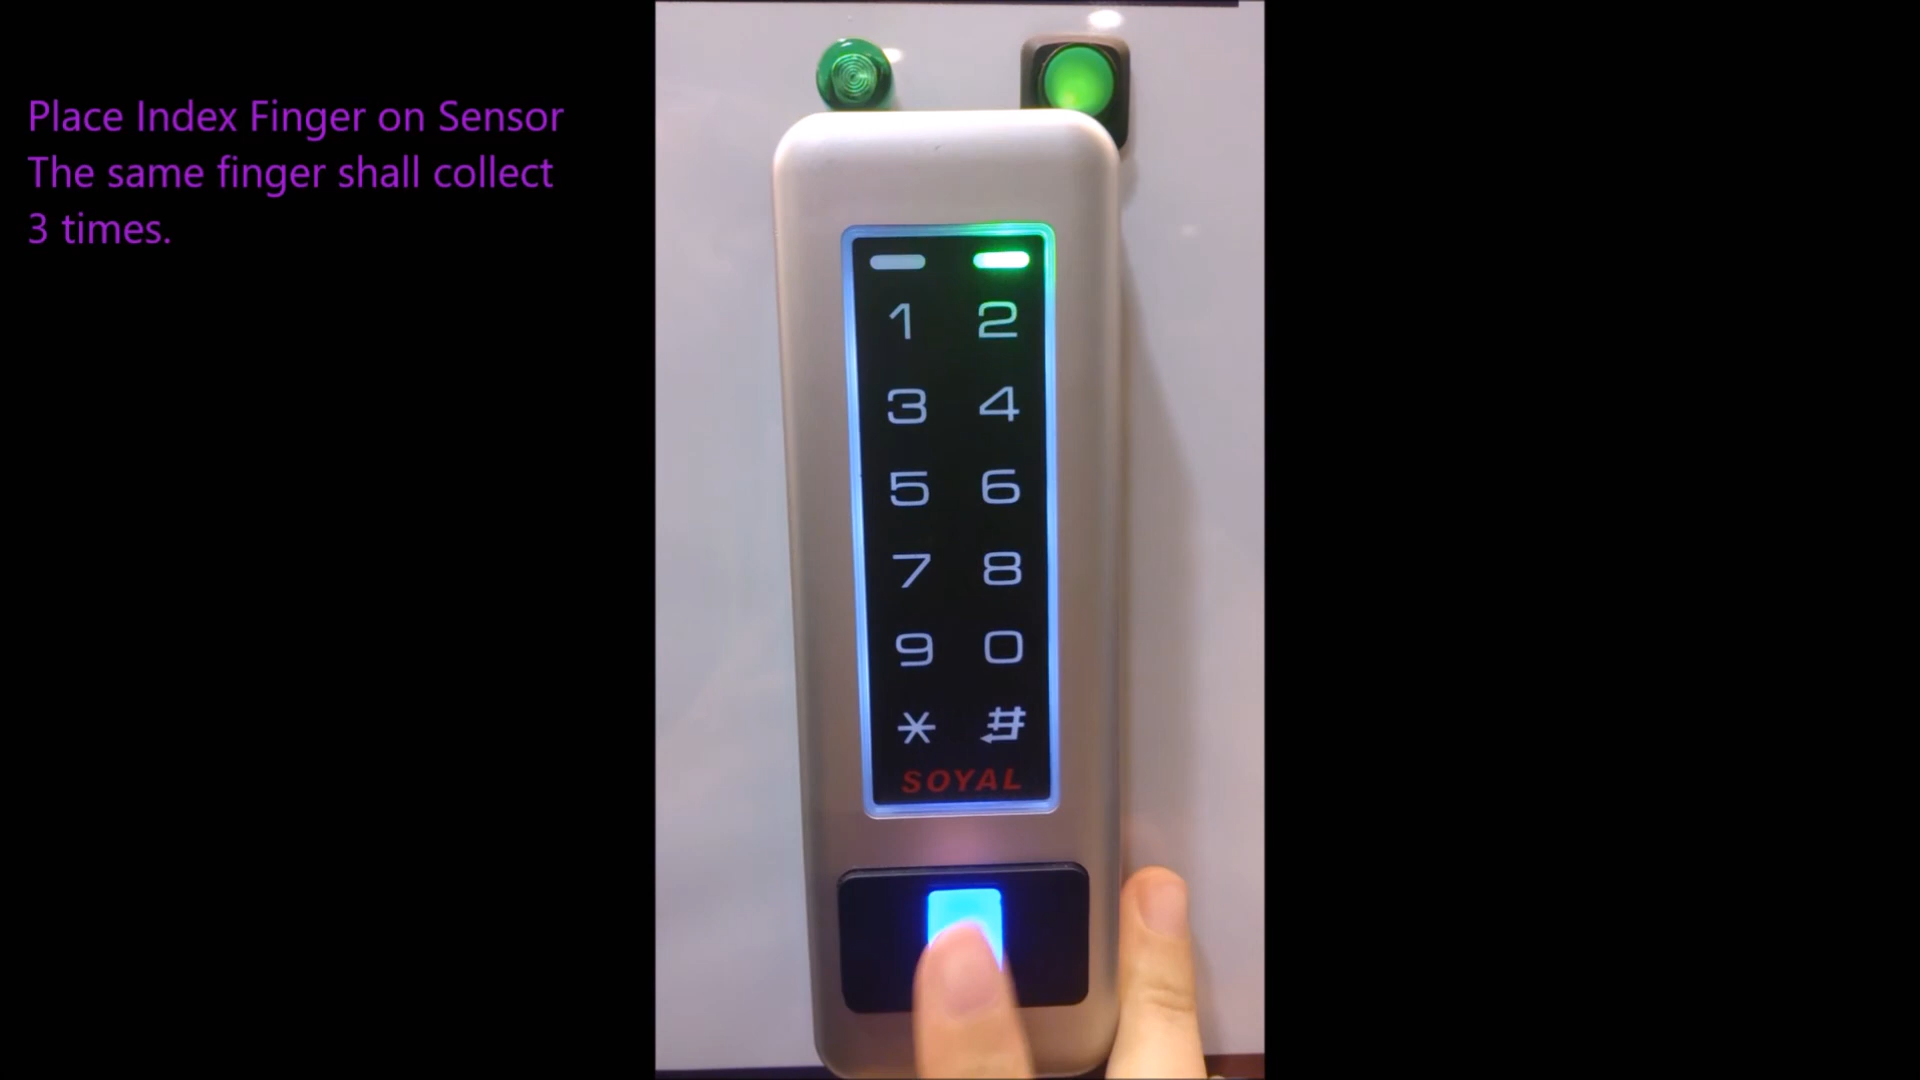 Place Index Finger on Sensor
The same finger shall collect
3 times.
1 2
3 4
5 6
7 8
9 0
* #
SOYAL